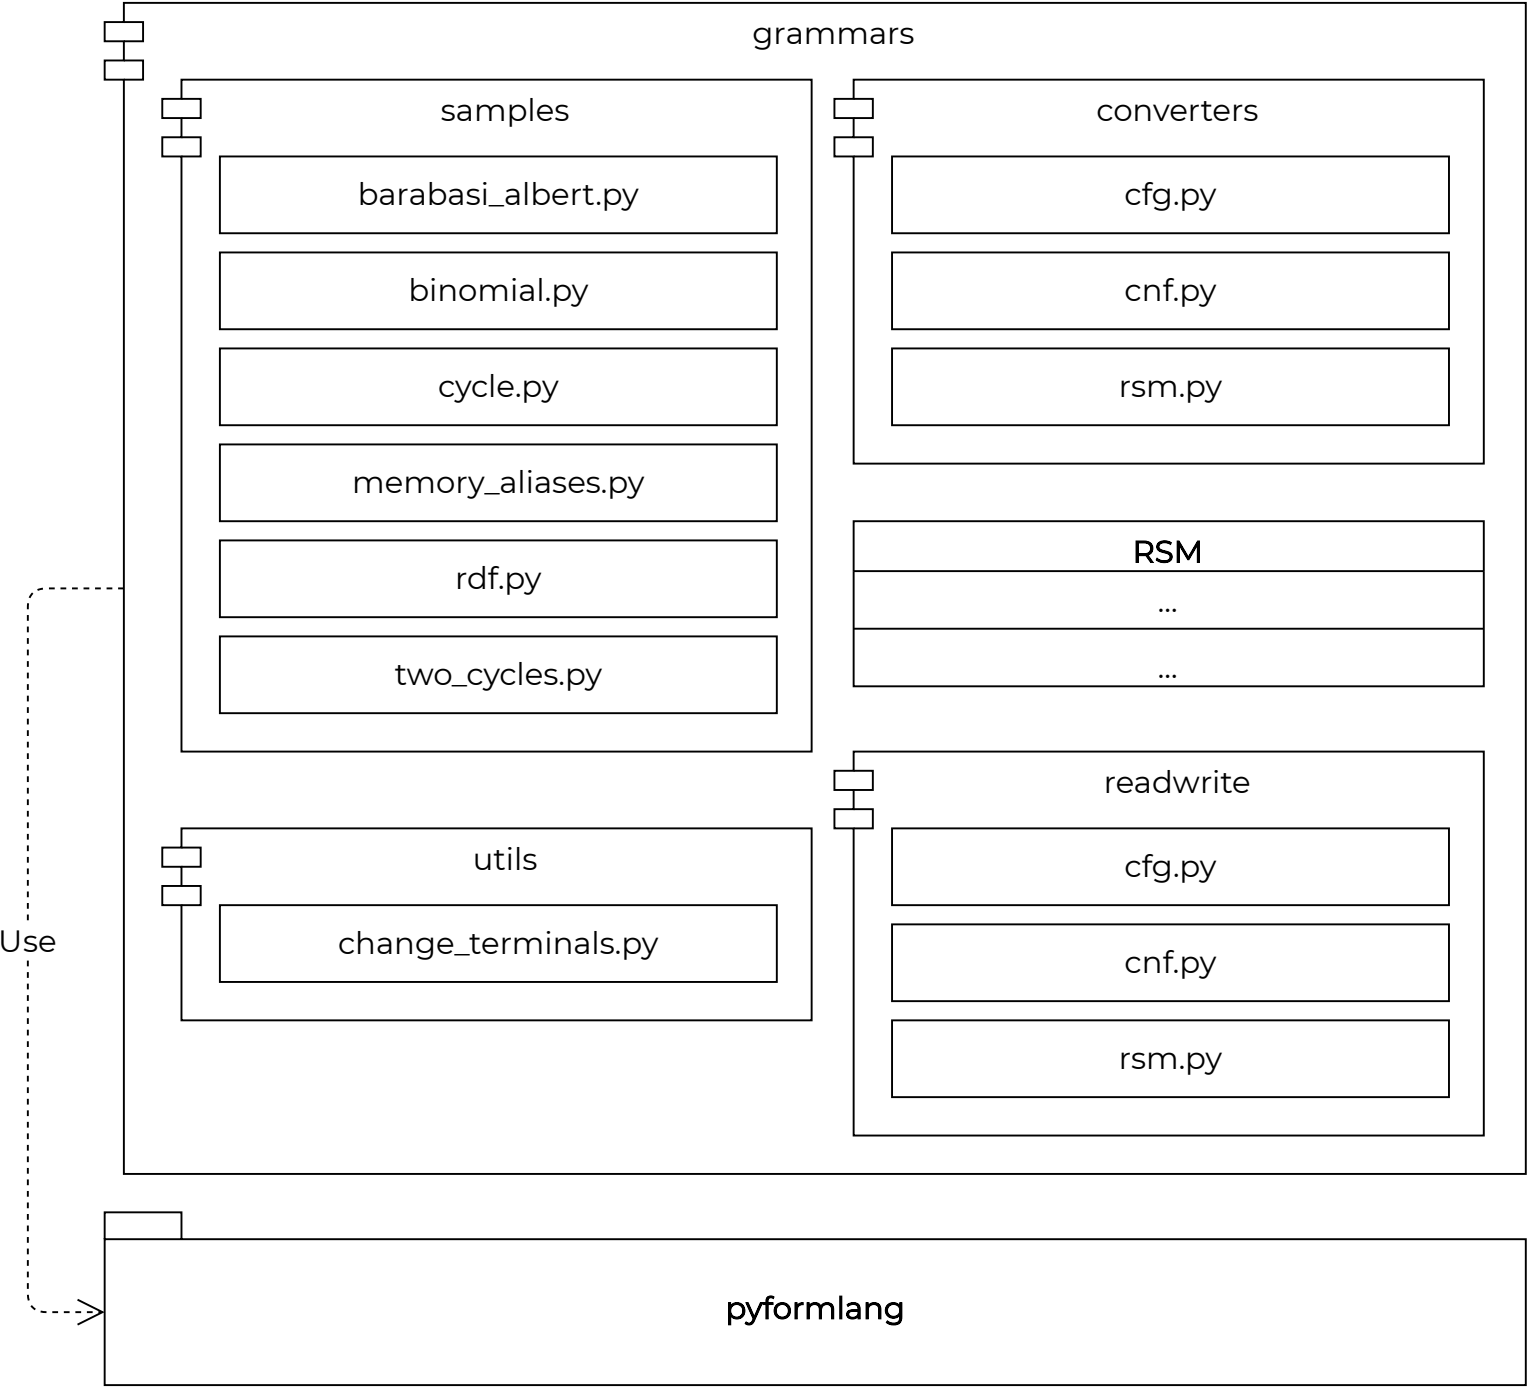 grammars
samples
barabasi_albert.py
binomial.py
cycle.py
memory_aliases.py
rdf.py
two_cycles.py
converters
cfg.py
cnf.py
rsm.py
RSM
...
...
utils
change_terminals.py
readwrite
cfg.py
cnf.py
rsm.py
Use
pyformlang